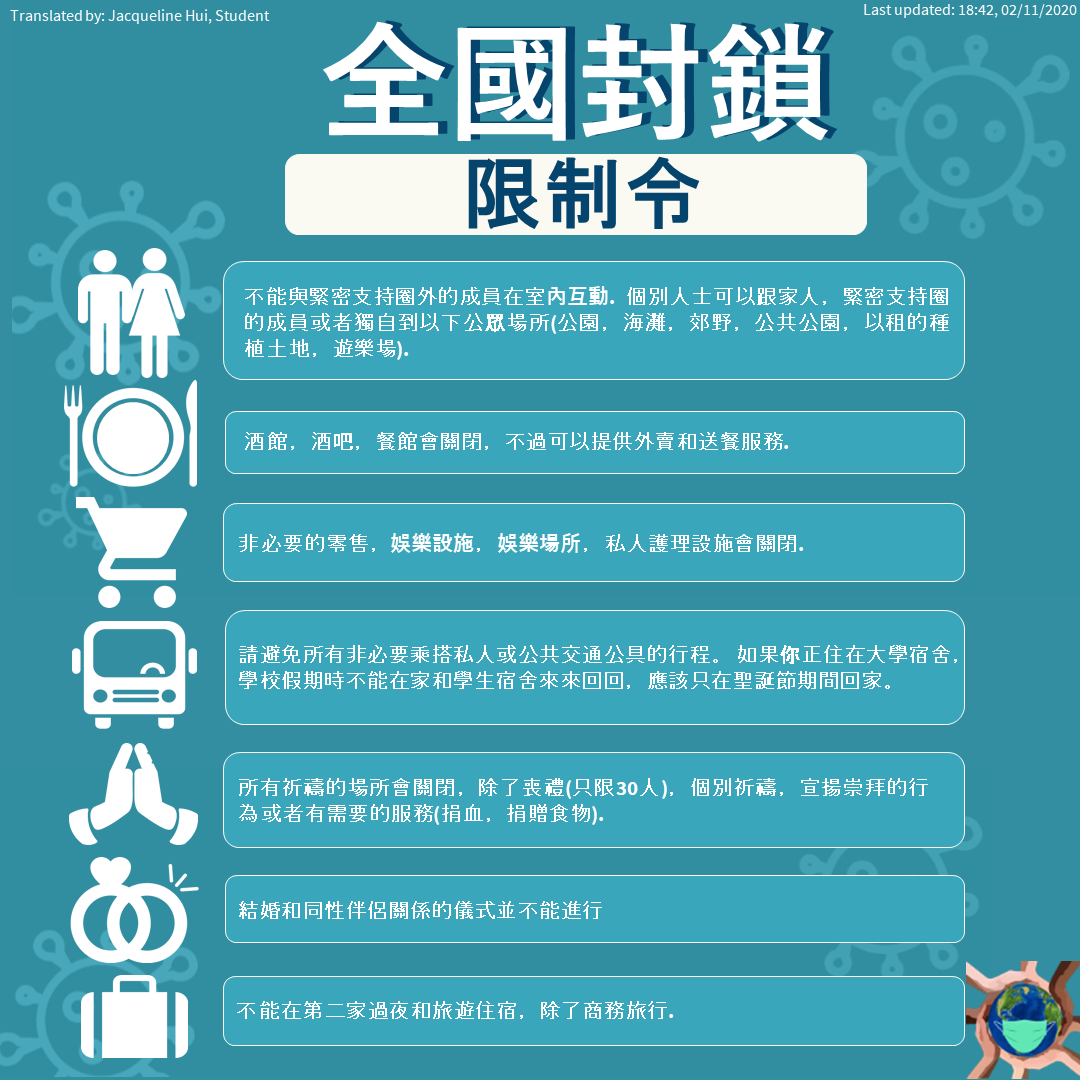 Translated by: Jacqueline Hui, Student
Last updated: 18:42, 02/11/2020
全國封鎖
限制令
不能與緊密支持圈外的成員在室內互動. 個別人士可以跟家人，緊密支持圈
的成員或者獨自到以下公眾場所(公園，海灘，郊野，公共公園，以租的種
植土地，遊樂場).
酒館，酒吧，餐館會關閉，不過可以提供外賣和送餐服務.
非必要的零售，娛樂設施，娛樂場所，私人護理設施會關閉.
請避免所有非必要乘搭私人或公共交通公具的行程。 如果你正住在大學宿舍,
學校假期時不能在家和學生宿舍來來回回，應該只在聖誕節期間回家。
所有祈禱的場所會關閉，除了喪禮(只限30人)，個別祈禱，宣揚崇拜的行
為或者有需要的服務(捐血，捐贈食物).
結婚和同性伴侶關係的儀式並不能進行
不能在第二家過夜和旅遊住宿，除了商務旅行.